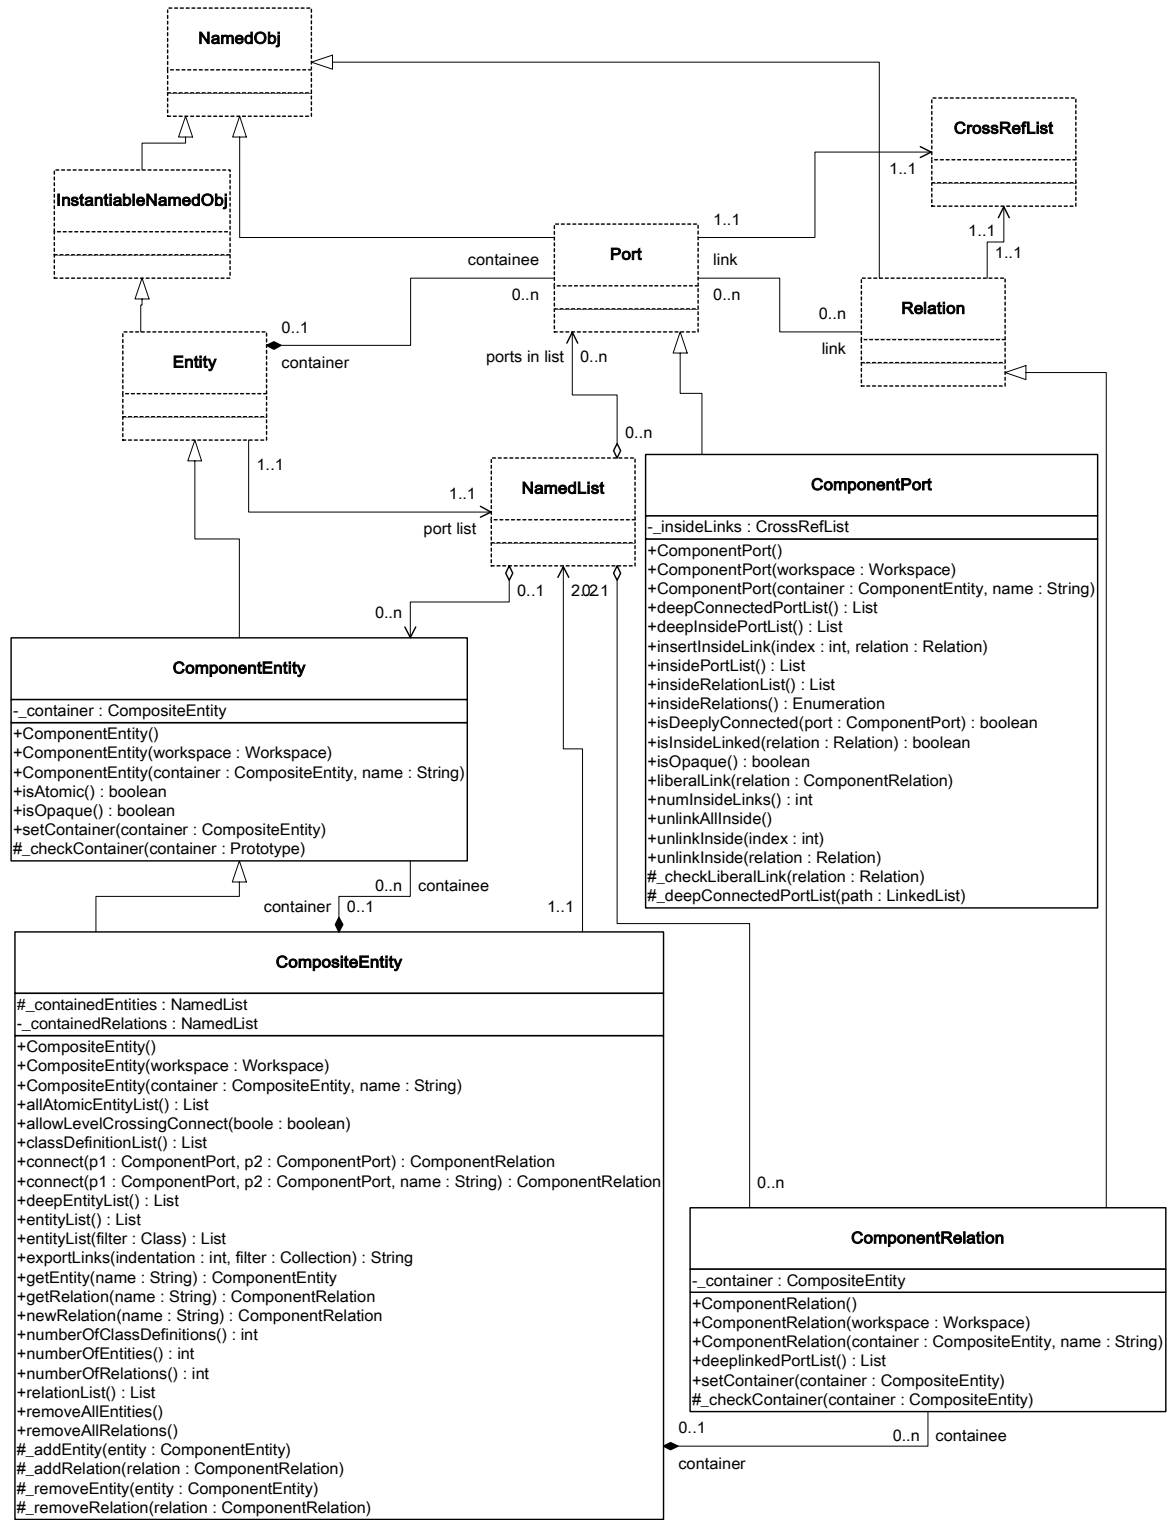 NamedObj
CrossRefList
1..1
InstantiableNamedObj
1..1
1..1
1..1
containee
Port
link
0..n
0..n
Relation
0..n
link
0..1
container
Entity
ports in list
0..n
0..n
1..1
1..1
port list
NamedList
ComponentPort
-_insideLinks : CrossRefList
+ComponentPort()
+ComponentPort(workspace : Workspace)
+ComponentPort(container : ComponentEntity, name : String)
+deepConnectedPortList() : List
+deepInsidePortList() : List
+insertInsideLink(index : int, relation : Relation)
+insidePortList() : List
+insideRelationList() : List
+insideRelations() : Enumeration
+isDeeplyConnected(port : ComponentPort) : boolean
+isInsideLinked(relation : Relation) : boolean
+isOpaque() : boolean
+liberalLink(relation : ComponentRelation)
+numInsideLinks() : int
+unlinkAllInside()
+unlinkInside(index : int)
+unlinkInside(relation : Relation)
#_checkLiberalLink(relation : Relation)
#_deepConnectedPortList(path : LinkedList)
0..1
0..n
ComponentEntity
-_container : CompositeEntity
+ComponentEntity()
+ComponentEntity(workspace : Workspace)
+ComponentEntity(container : CompositeEntity, name : String)
+isAtomic() : boolean
+isOpaque() : boolean
+setContainer(container : CompositeEntity)
#_checkContainer(container : Prototype)
0..n
containee
container
0..1
1..1
CompositeEntity
#_containedEntities : NamedList
-_containedRelations : NamedList
+CompositeEntity()
+CompositeEntity(workspace : Workspace)
+CompositeEntity(container : CompositeEntity, name : String)
+allAtomicEntityList() : List
+allowLevelCrossingConnect(boole : boolean)
+classDefinitionList() : List
+connect(p1 : ComponentPort, p2 : ComponentPort) : ComponentRelation
+connect(p1 : ComponentPort, p2 : ComponentPort, name : String) : ComponentRelation
+deepEntityList() : List
+entityList() : List
+entityList(filter : Class) : List
+exportLinks(indentation : int, filter : Collection) : String
+getEntity(name : String) : ComponentEntity
+getRelation(name : String) : ComponentRelation
+newRelation(name : String) : ComponentRelation
+numberOfClassDefinitions() : int
+numberOfEntities() : int
+numberOfRelations() : int
+relationList() : List
+removeAllEntities()
+removeAllRelations()
#_addEntity(entity : ComponentEntity)
#_addRelation(relation : ComponentRelation)
#_removeEntity(entity : ComponentEntity)
#_removeRelation(relation : ComponentRelation)
0..n
ComponentRelation
-_container : CompositeEntity
+ComponentRelation()
+ComponentRelation(workspace : Workspace)
+ComponentRelation(container : CompositeEntity, name : String)
+deeplinkedPortList() : List
+setContainer(container : CompositeEntity)
#_checkContainer(container : CompositeEntity)
0..1
container
0..n
containee